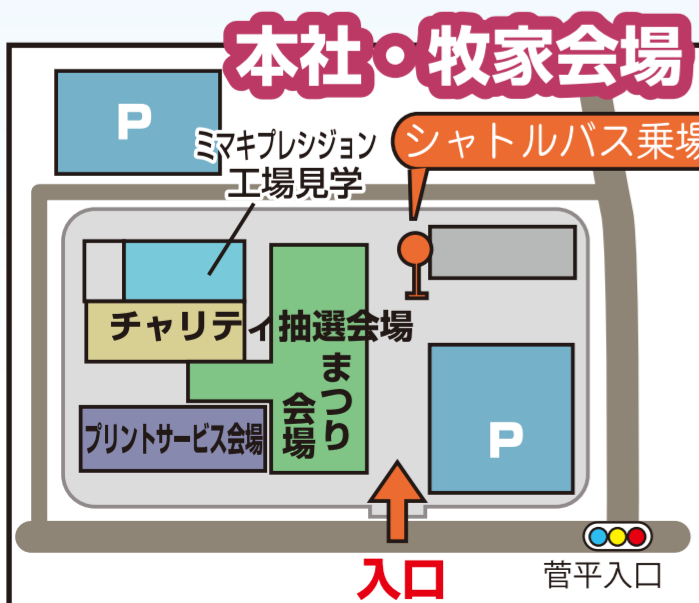 本社・牧家会場
P
ミマキプレシジョン
工場見学
シャトルバス乗場
チャリティ抽選会場
まつり
会場
プリントサービス会場
P
入口
菅平入口